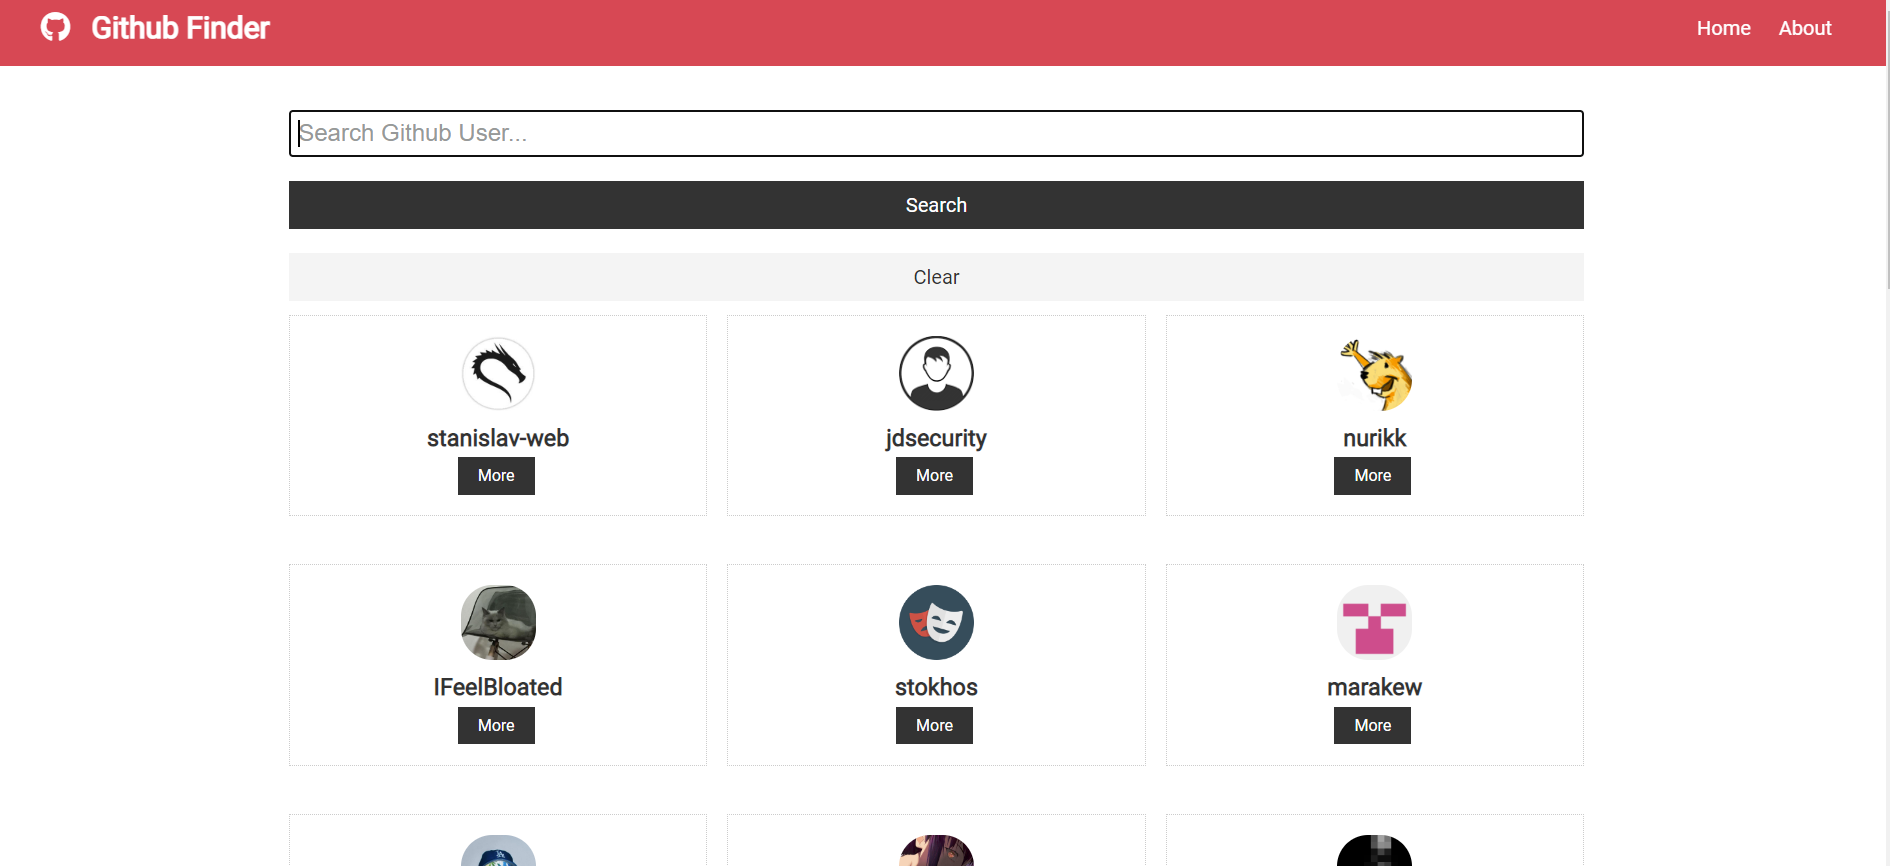 Github Finder
Home About
Search Github User...
Search
Clear
stanislav-web
More
jdsecurity
More
nurikk
More
IFeelBloated
More
stokhos
More
marakew
More